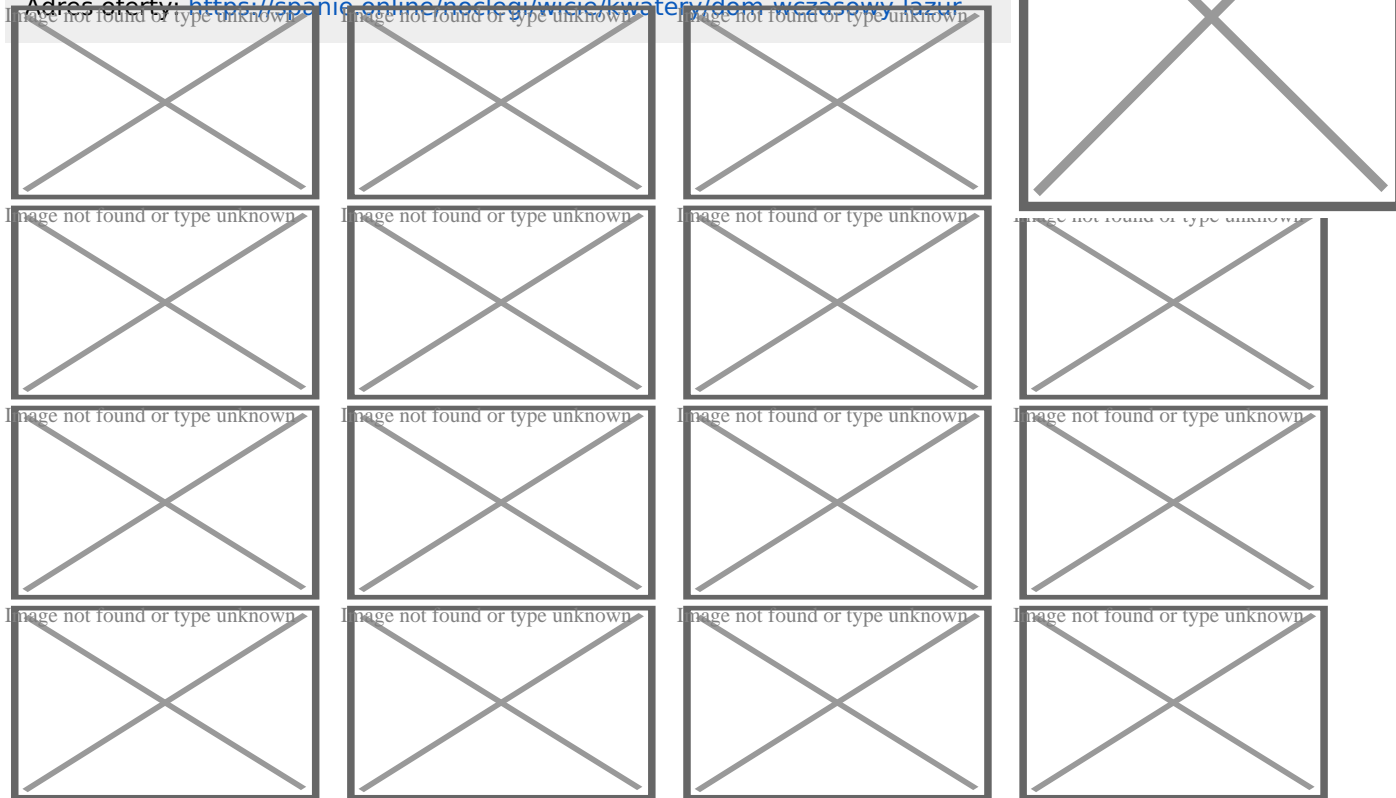 Adres oferty: https://spanie.online/noclegi/wicie/kwatery/dom-wczasowy-lazur
Image not found or type unknown Image not found or type unknown Image not found or type unknown
Image not found or type unknown Image not found or type unknown Image not found or type unknown Image not found or type unknown
Image not found or type unknown Image not found or type unknown Image not found or type unknown Image not found or type unknown
Image not found or type unknown Image not found or type unknown Image not found or type unknown Image not found or type unknown